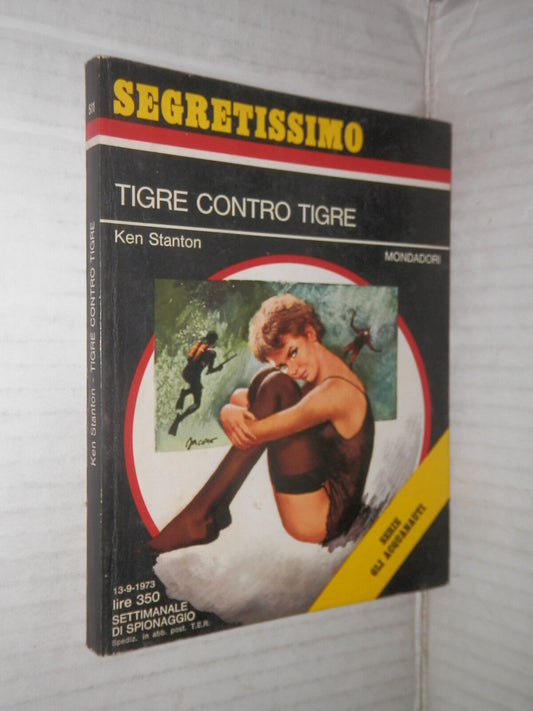 SEGRETISSIMO
TIGRE CONTRO TIGRE
Ken Stanton
MONDADORI
Jacono
SERIE
GLI ACQUANAUTI
13-9-1973
lire 350
SETTIMANALE
DI SPIONAGGIO
Spediz. in abb. post. T.E.R.
Ken Stanton - TIGRE CONTRO TIGRE